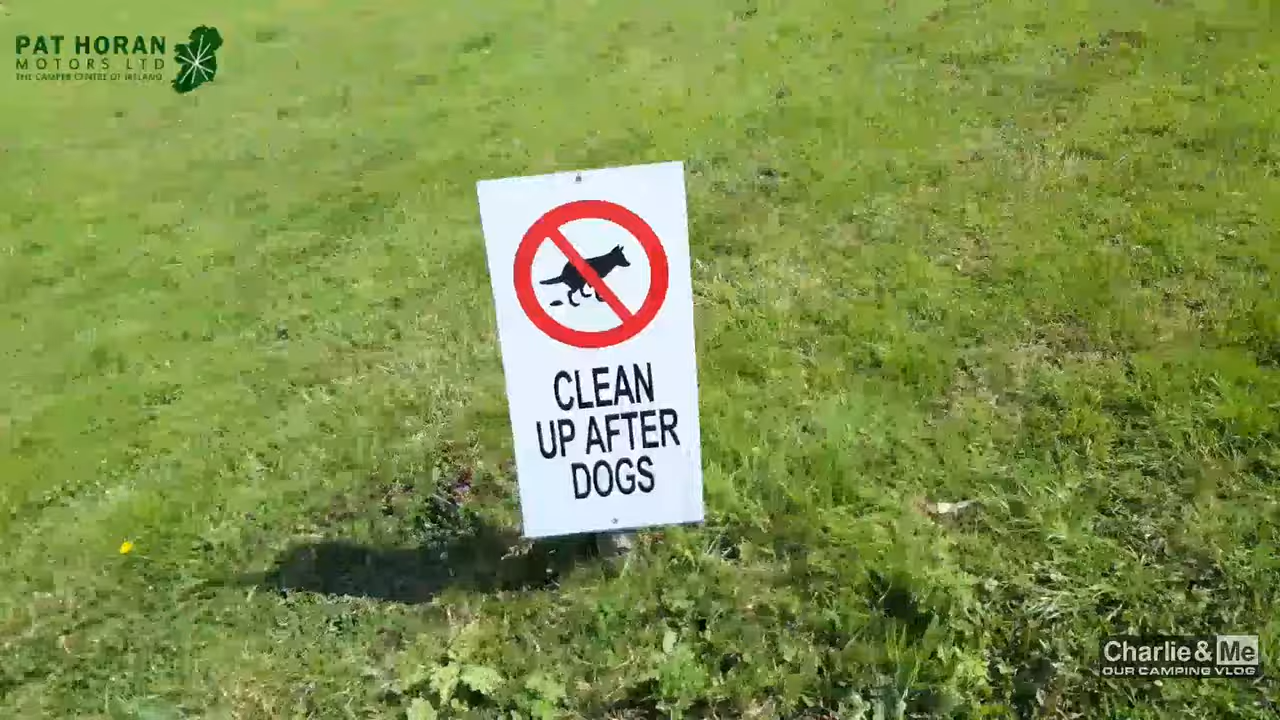 PAT HORAN
MOTORS LTD
THE CAMPER CENTRE OF IRELAND
CLEAN
UP AFTER
DOGS
Charlie & Me
OUR CAMPING VLOG